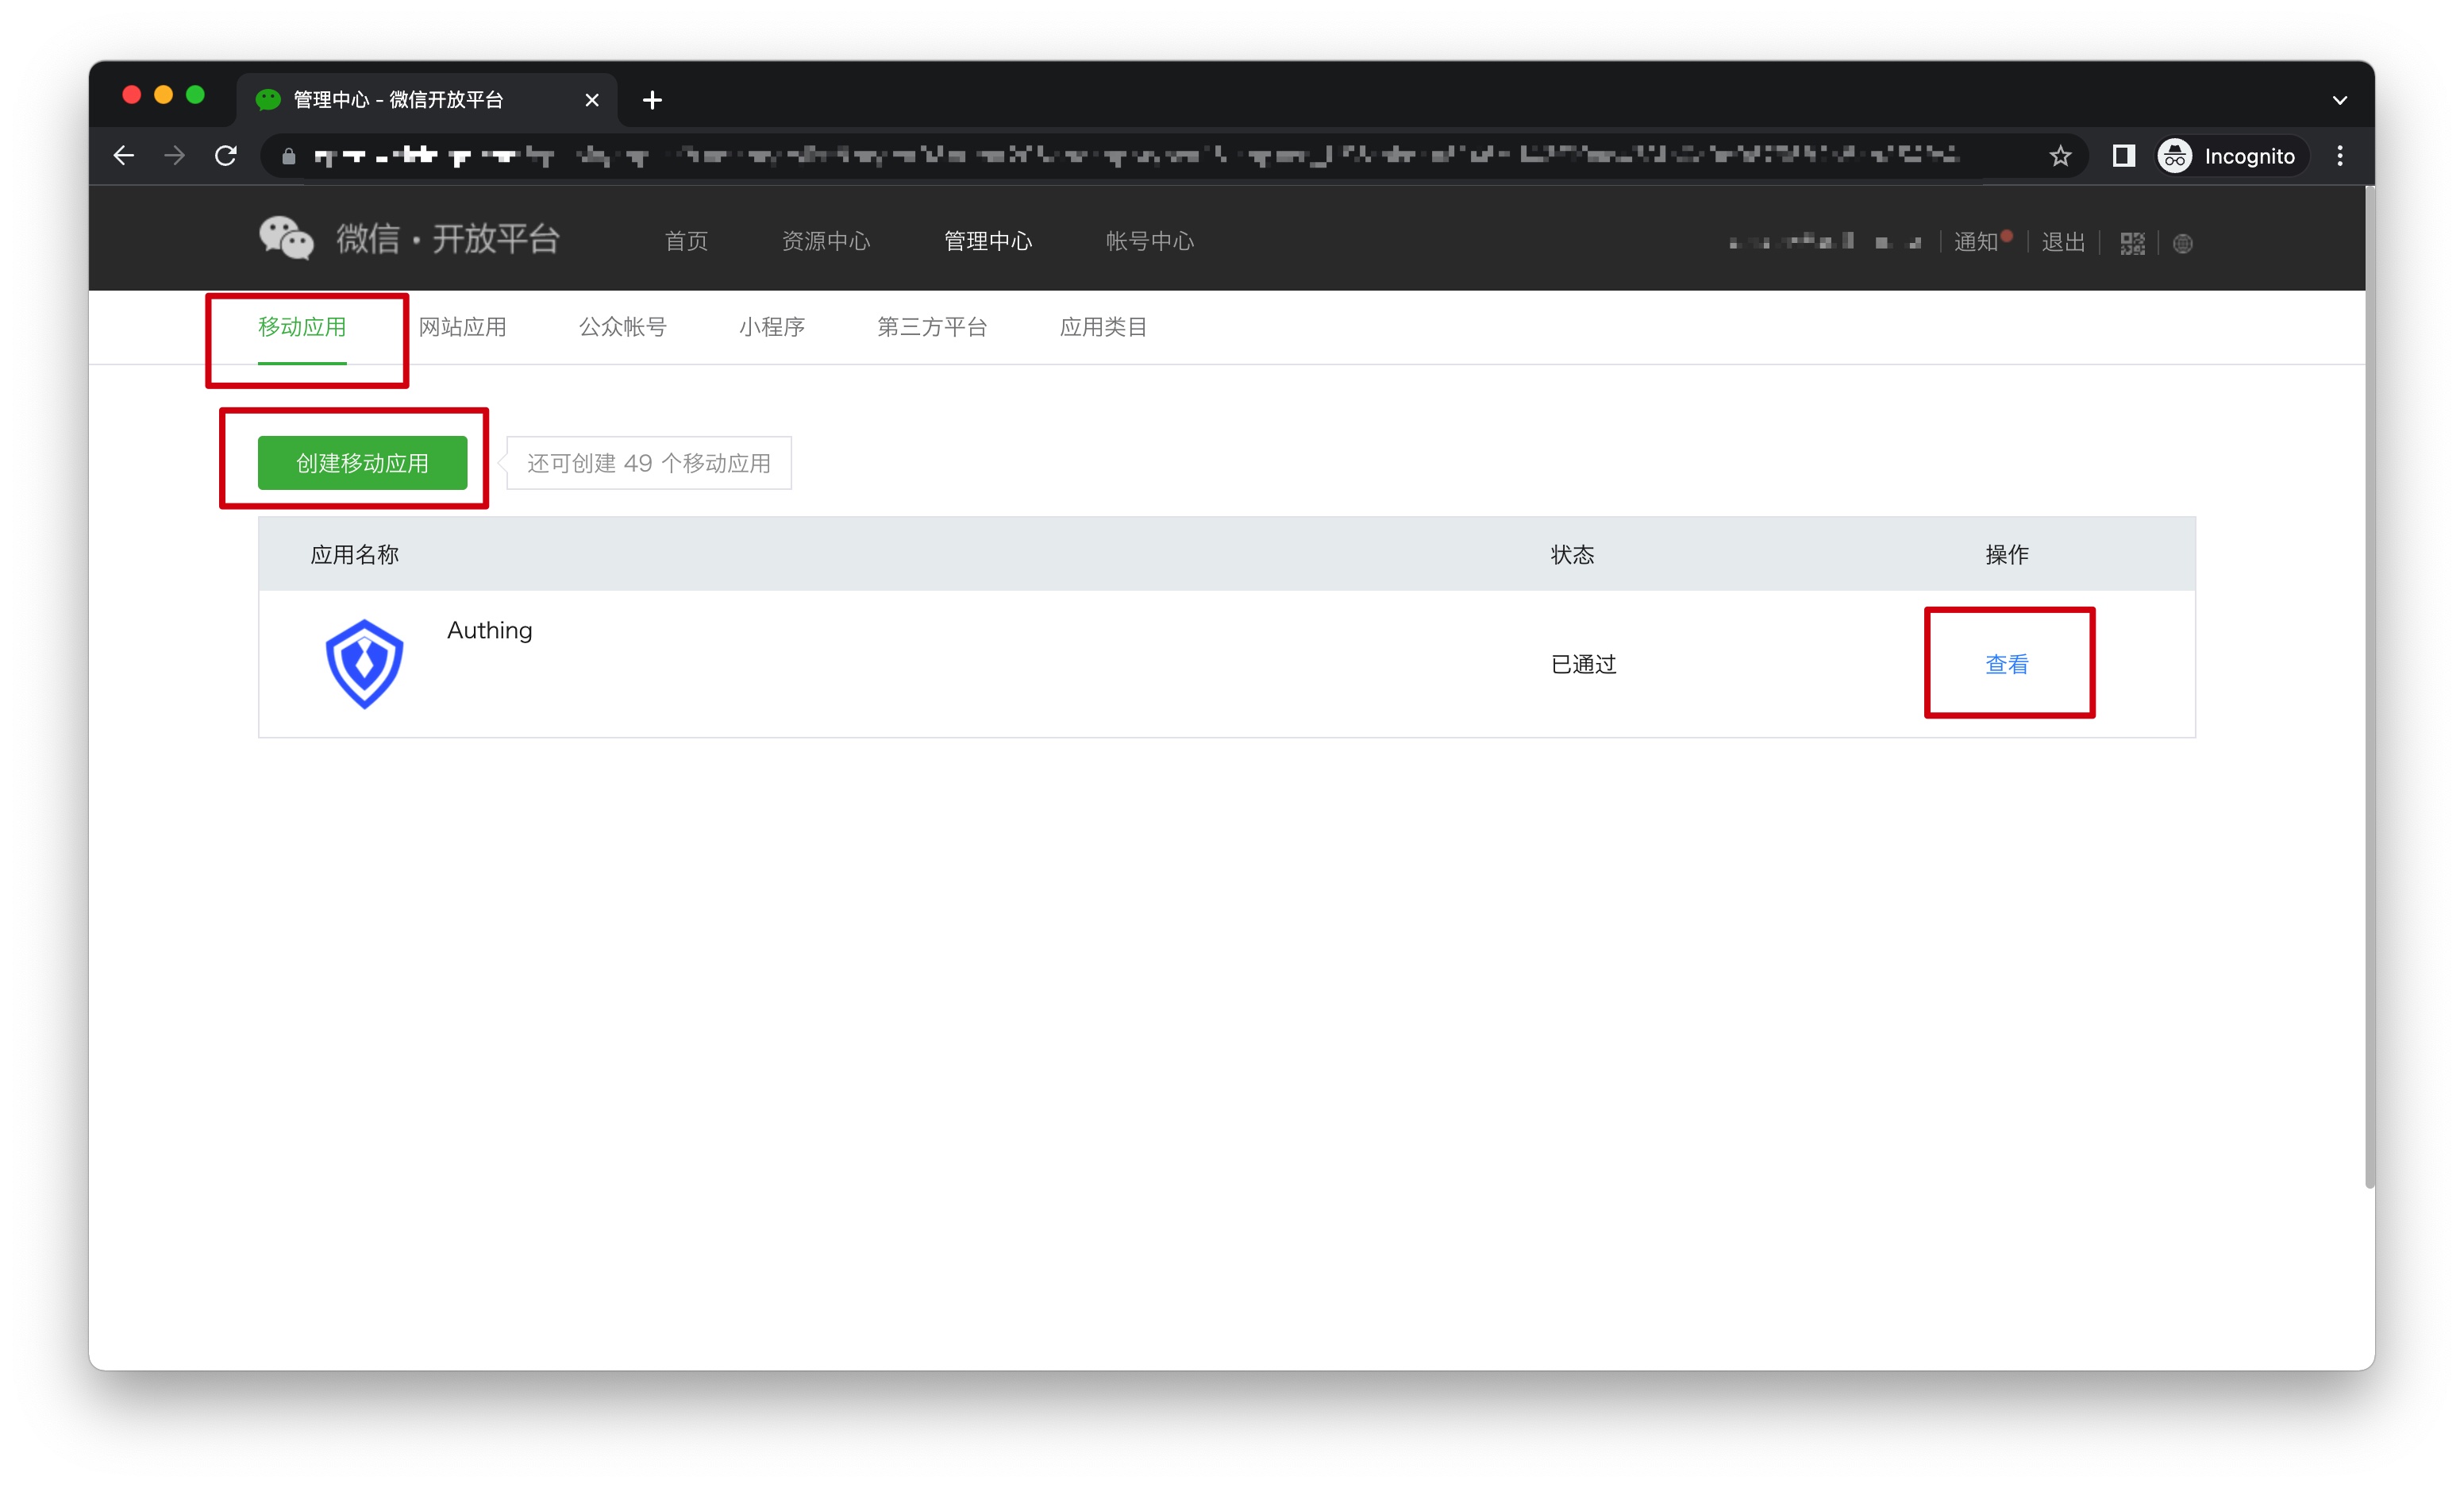 管理中心 - 微信开放平台
Incognito
微信·开放平台 首页 资源中心 管理中心 帐号中心 通知 退出
移动应用 网站应用 公众帐号 小程序 第三方平台 应用类目
创建移动应用 还可创建 49 个移动应用
应用名称 状态 操作
Authing
已通过 查看